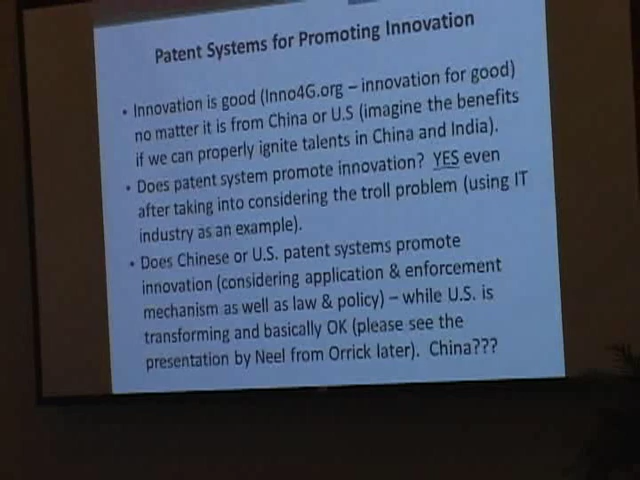 Patent Systems for Promoting Innovation
• Innovation is good (Inno4G.org – innovation for good)
no matter it is from China or U.S (imagine the benefits
if we can properly ignite talents in China and India).
• Does patent system promote innovation? YES even
after taking into considering the troll problem (using IT
industry as an example).
• Does Chinese or U.S. patent systems promote
innovation (considering application & enforcement
mechanism as well as law & policy) – while U.S. is
transforming and basically OK (please see the
presentation by Neel from Orrick later). China???